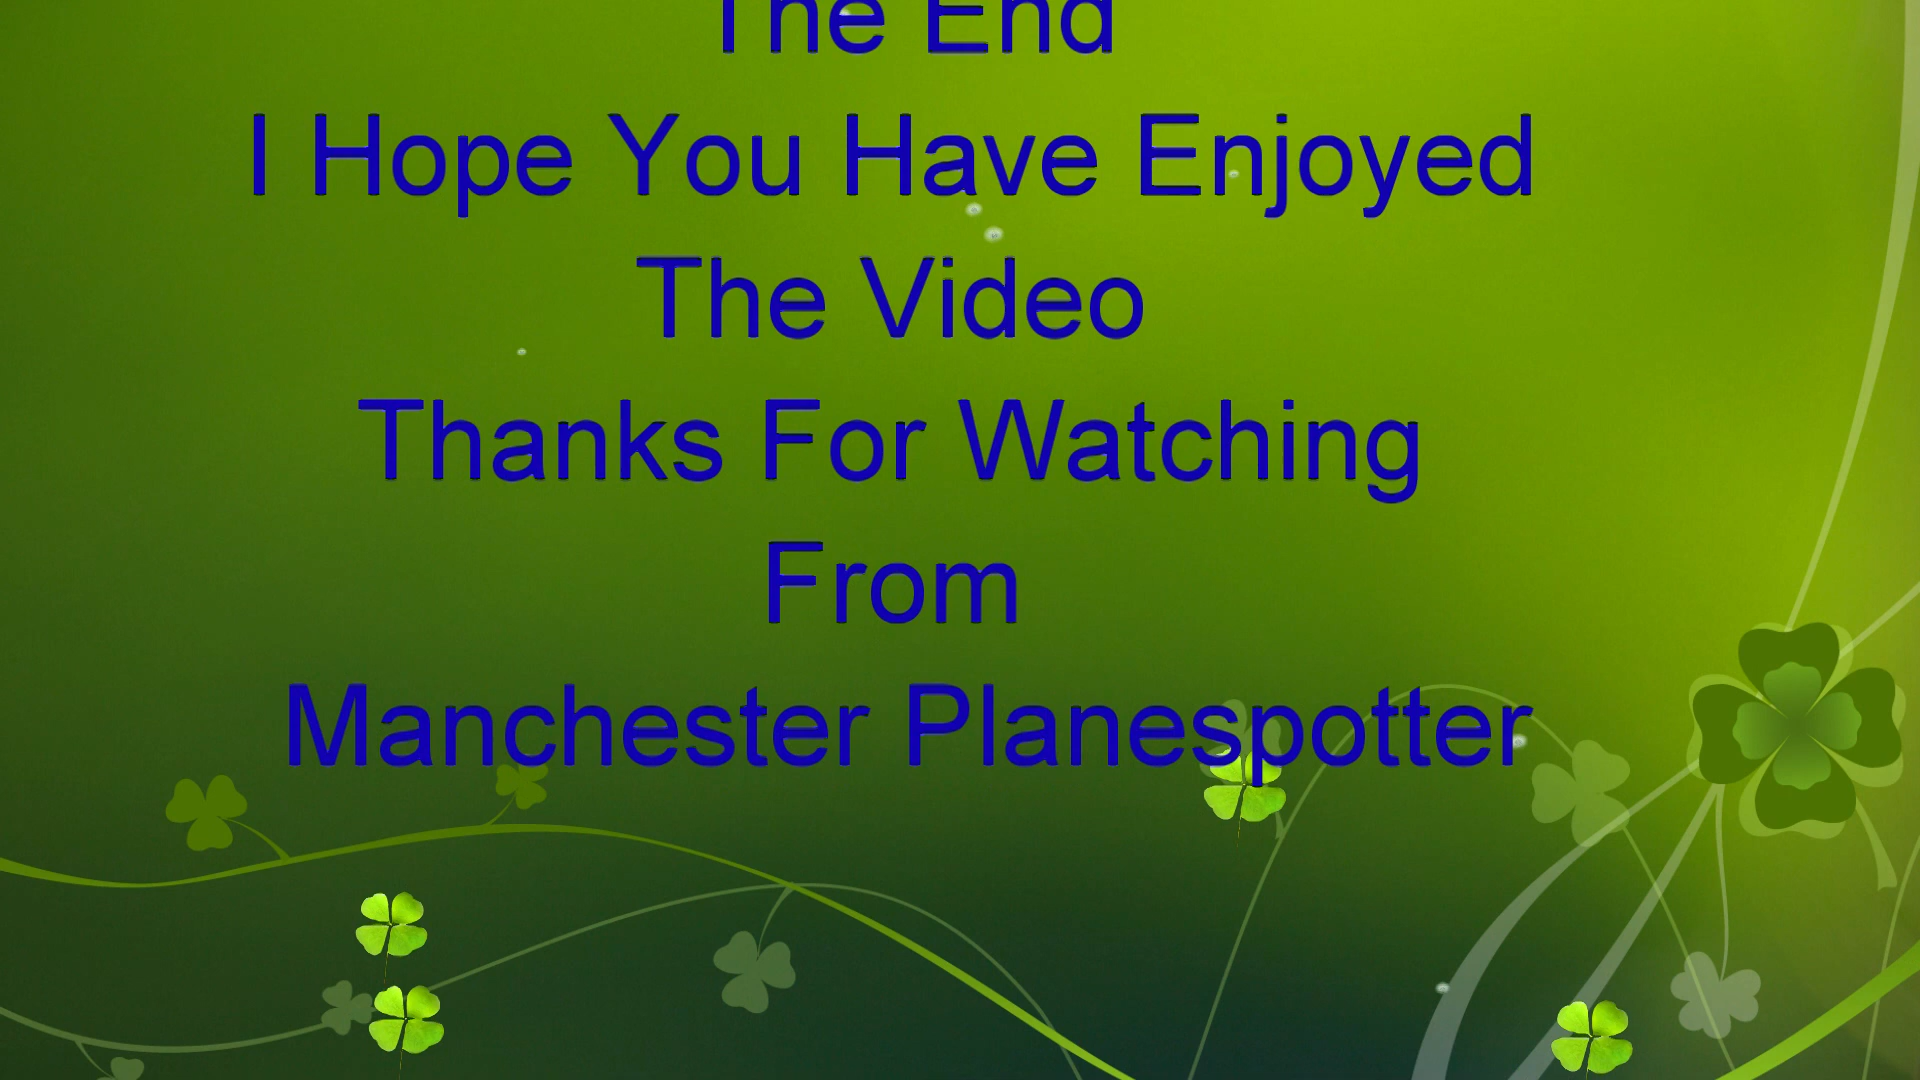 The End
I Hope You Have Enjoyed
The Video
Thanks For Watching
From
Manchester Planespotter